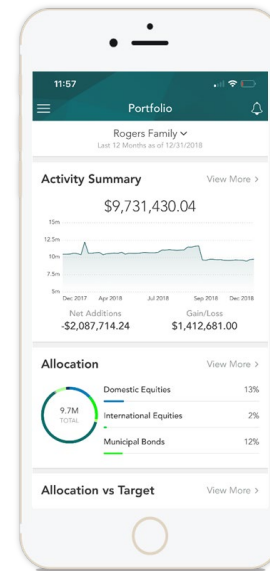 11:57
Portfolio
Rogers Family
Last 12 Months as of 12/31/2018
Activity Summary View More >
$9,731,430.04
15m
12.5m
10m
7.5m
5m
Dec 2017 Apr 2018 Jul 2018 Sep 2018 Dec 2018
Net Additions Gain/Loss
-$2,087,714.24 $1,412,681.00
Allocation View More >
9.7M
TOTAL
Domestic Equities 13%
International Equities 2%
Municipal Bonds 12%
Allocation vs Target View More >